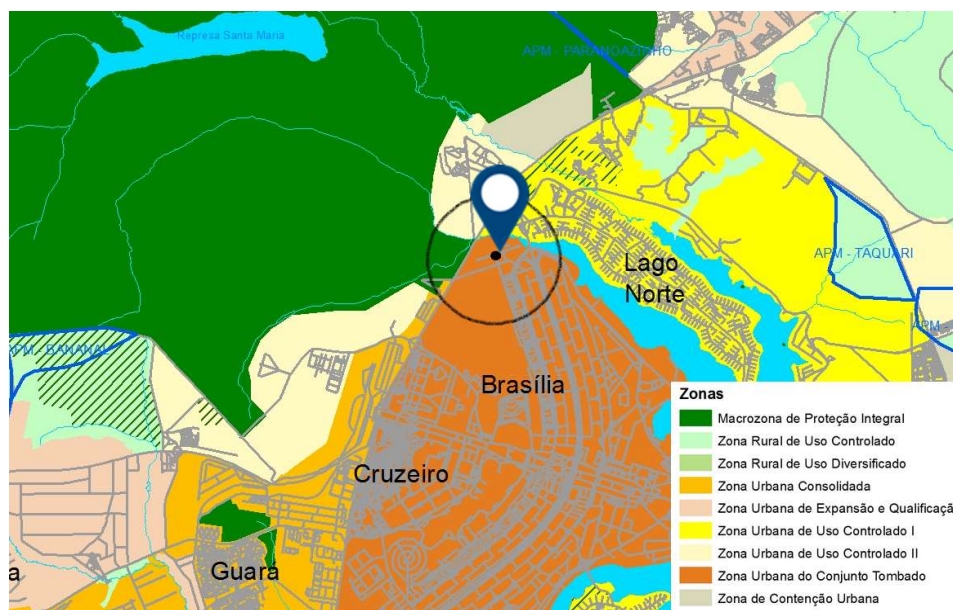 Represa Santa Maria
APM - PARANOAZINHO
APM - TAQUARI
Lago
Norte
APM -
APM - BANANAL
Brasília
Cruzeiro
Guará
a
Zonas
Macrozona de Proteção Integral
Zona Rural de Uso Controlado
Zona Rural de Uso Diversificado
Zona Urbana Consolidada
Zona Urbana de Expansão e Qualificaçã
Zona Urbana de Uso Controlado I
Zona Urbana de Uso Controlado II
Zona Urbana do Conjunto Tombado
Zona de Contenção Urbana